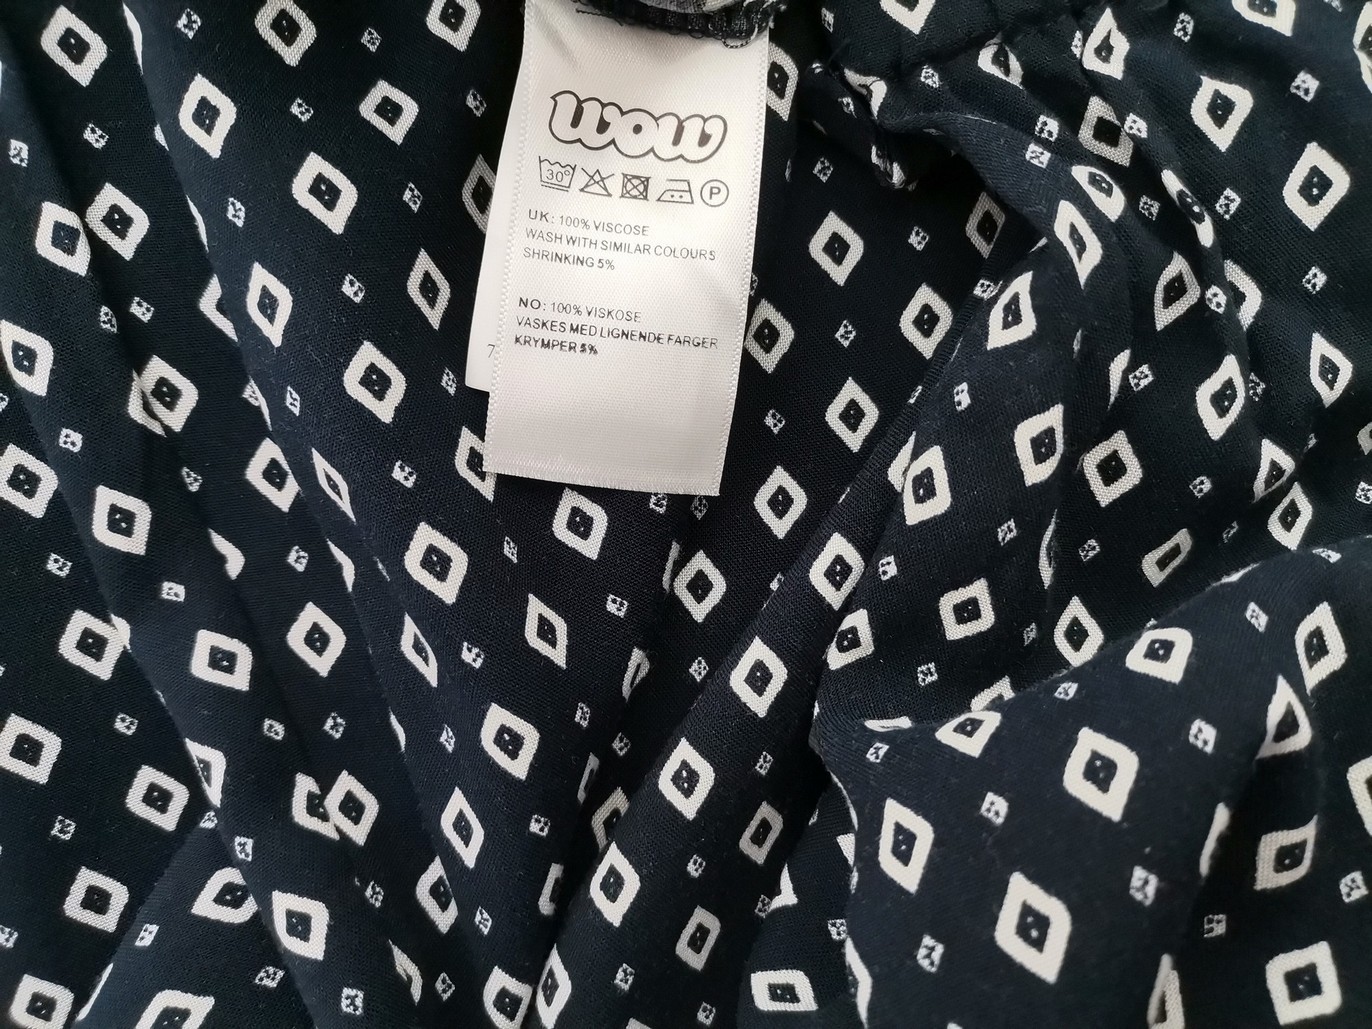 WOW
30° P
UK: 100% VISCOSE
WASH WITH SIMILAR COLOURS
SHRINKING 5%
NO: 100% VISKOSE
VASKES MED LIGNENDE FARGER
KRYMPER 5%
7